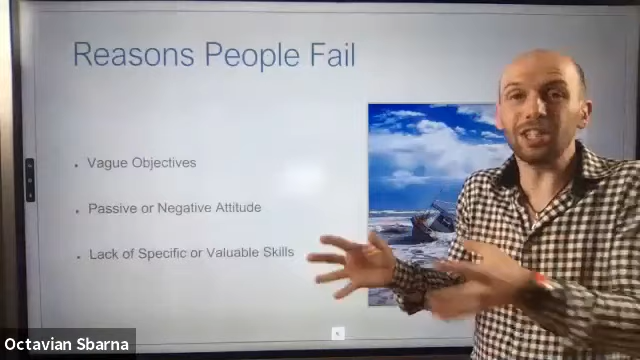 Reasons People Fail
Vague Objectives
Passive or Negative Attitude
Lack of Specific or Valuable Skills
Octavian Sbarna